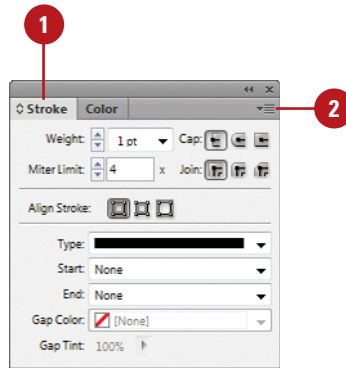 1
Stroke Color
2
Weight: 1 pt Cap:
Miter Limit: 4 x Join:
Align Stroke:
Type:
Start: None
End: None
Gap Color: [None]
Gap Tint: 100%